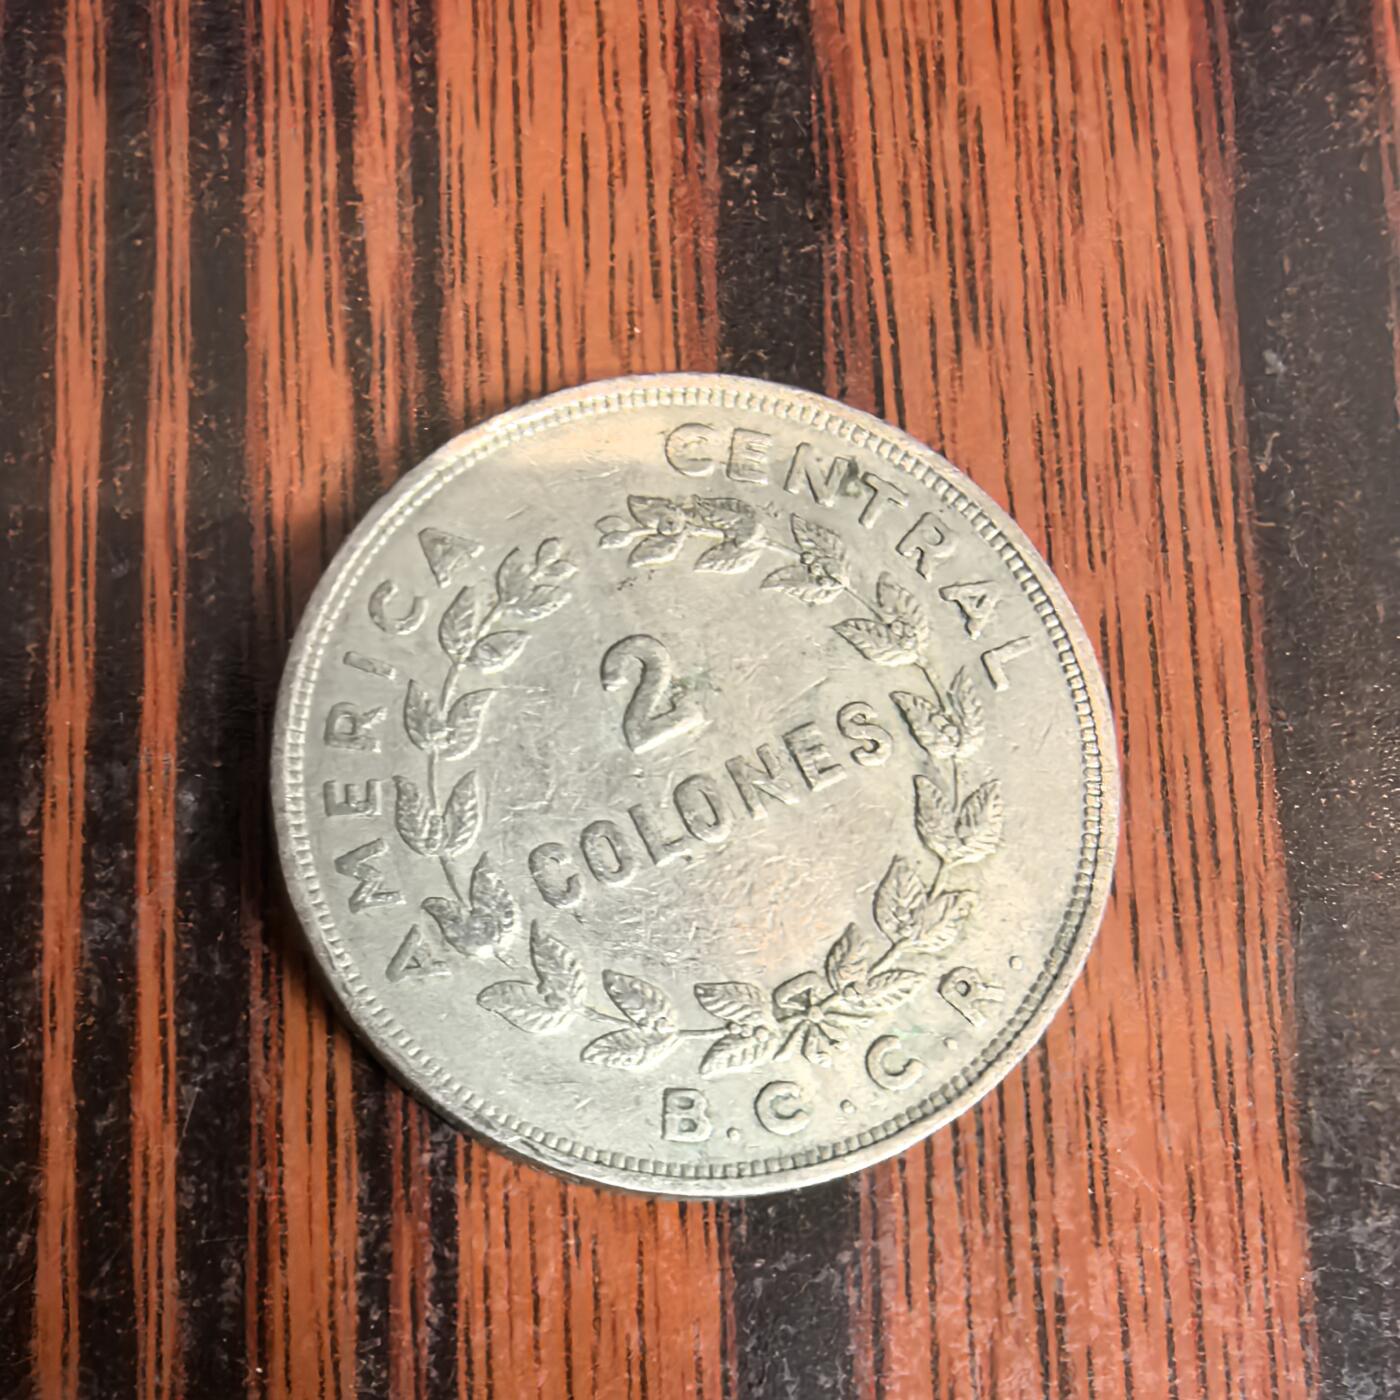 AMERICA CENTRAL
2
COLONES
B.C.C.R.